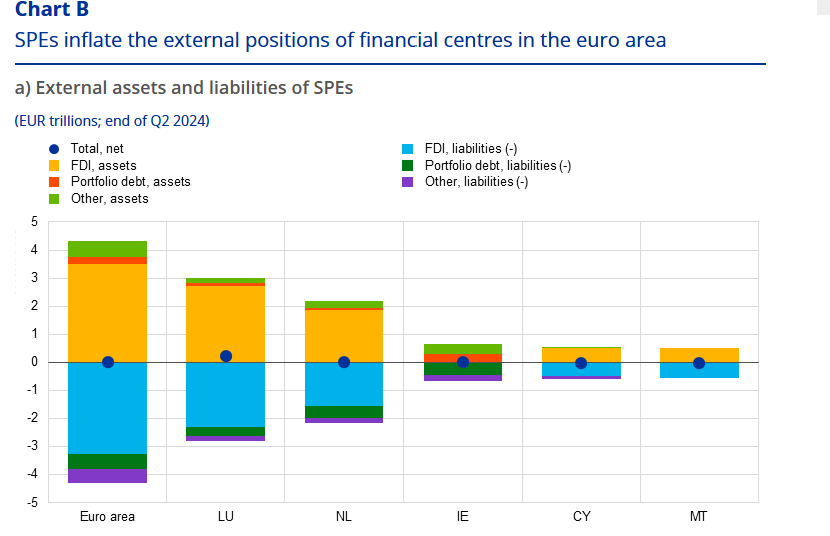 Chart B
SPEs inflate the external positions of financial centres in the euro area
a) External assets and liabilities of SPEs
(EUR trillions; end of Q2 2024)
Total, net
FDI, assets
Portfolio debt, assets
Other, assets
FDI, liabilities (-)
Portfolio debt, liabilities (-)
Other, liabilities (-)
5
4
3
2
1
0
-1
-2
-3
-4
-5
Euro area LU NL IE CY MT